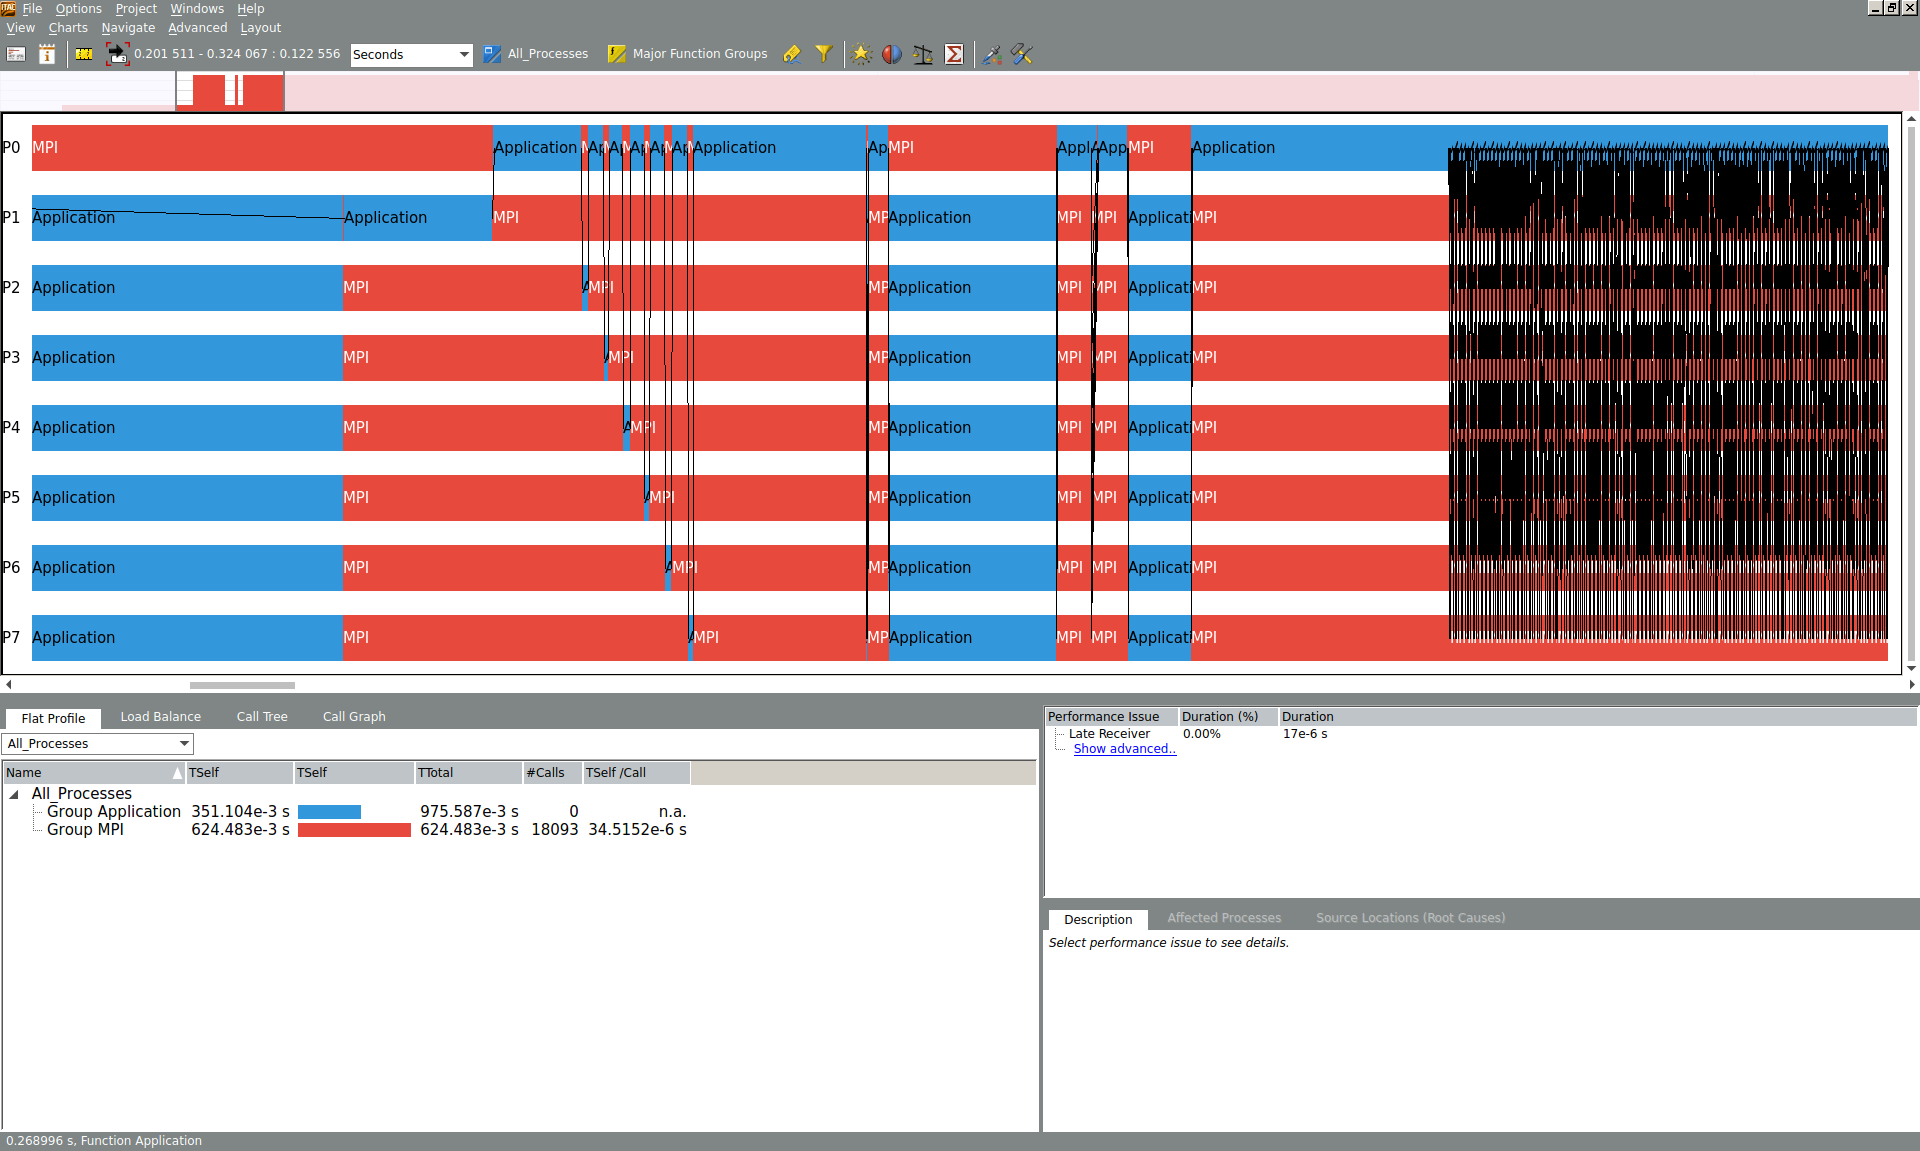 ITAC File Options Project Windows Help
View Charts Navigate Advanced Layout
0.201 511 - 0.324 067 : 0.122 556 Seconds All_Processes Major Function Groups
P0 MPI Application Application Ap MPI App MPI Application
P1 Application Application MPI MP Application MPI MPI Applicat MPI
P2 Application MPI MPI MP Application MPI MPI Applicat MPI
P3 Application MPI MPI MP Application MPI MPI Applicat MPI
P4 Application MPI MPI MP Application MPI MPI Applicat MPI
P5 Application MPI MPI MP Application MPI MPI Applicat MPI
P6 Application MPI MPI MP Application MPI MPI Applicat MPI
P7 Application MPI MPI MP Application MPI MPI Applicat MPI
Flat Profile Load Balance Call Tree Call Graph
All_Processes
Name TSelf TSelf TTotal #Calls TSelf /Call
All_Processes
Group Application 351.104e-3 s 975.587e-3 s 0 n.a.
Group MPI 624.483e-3 s 624.483e-3 s 18093 34.5152e-6 s
Performance Issue Duration (%) Duration
Late Receiver 0.00% 17e-6 s
Show advanced..
Description Affected Processes Source Locations (Root Causes)
Select performance issue to see details.
0.268996 s, Function Application